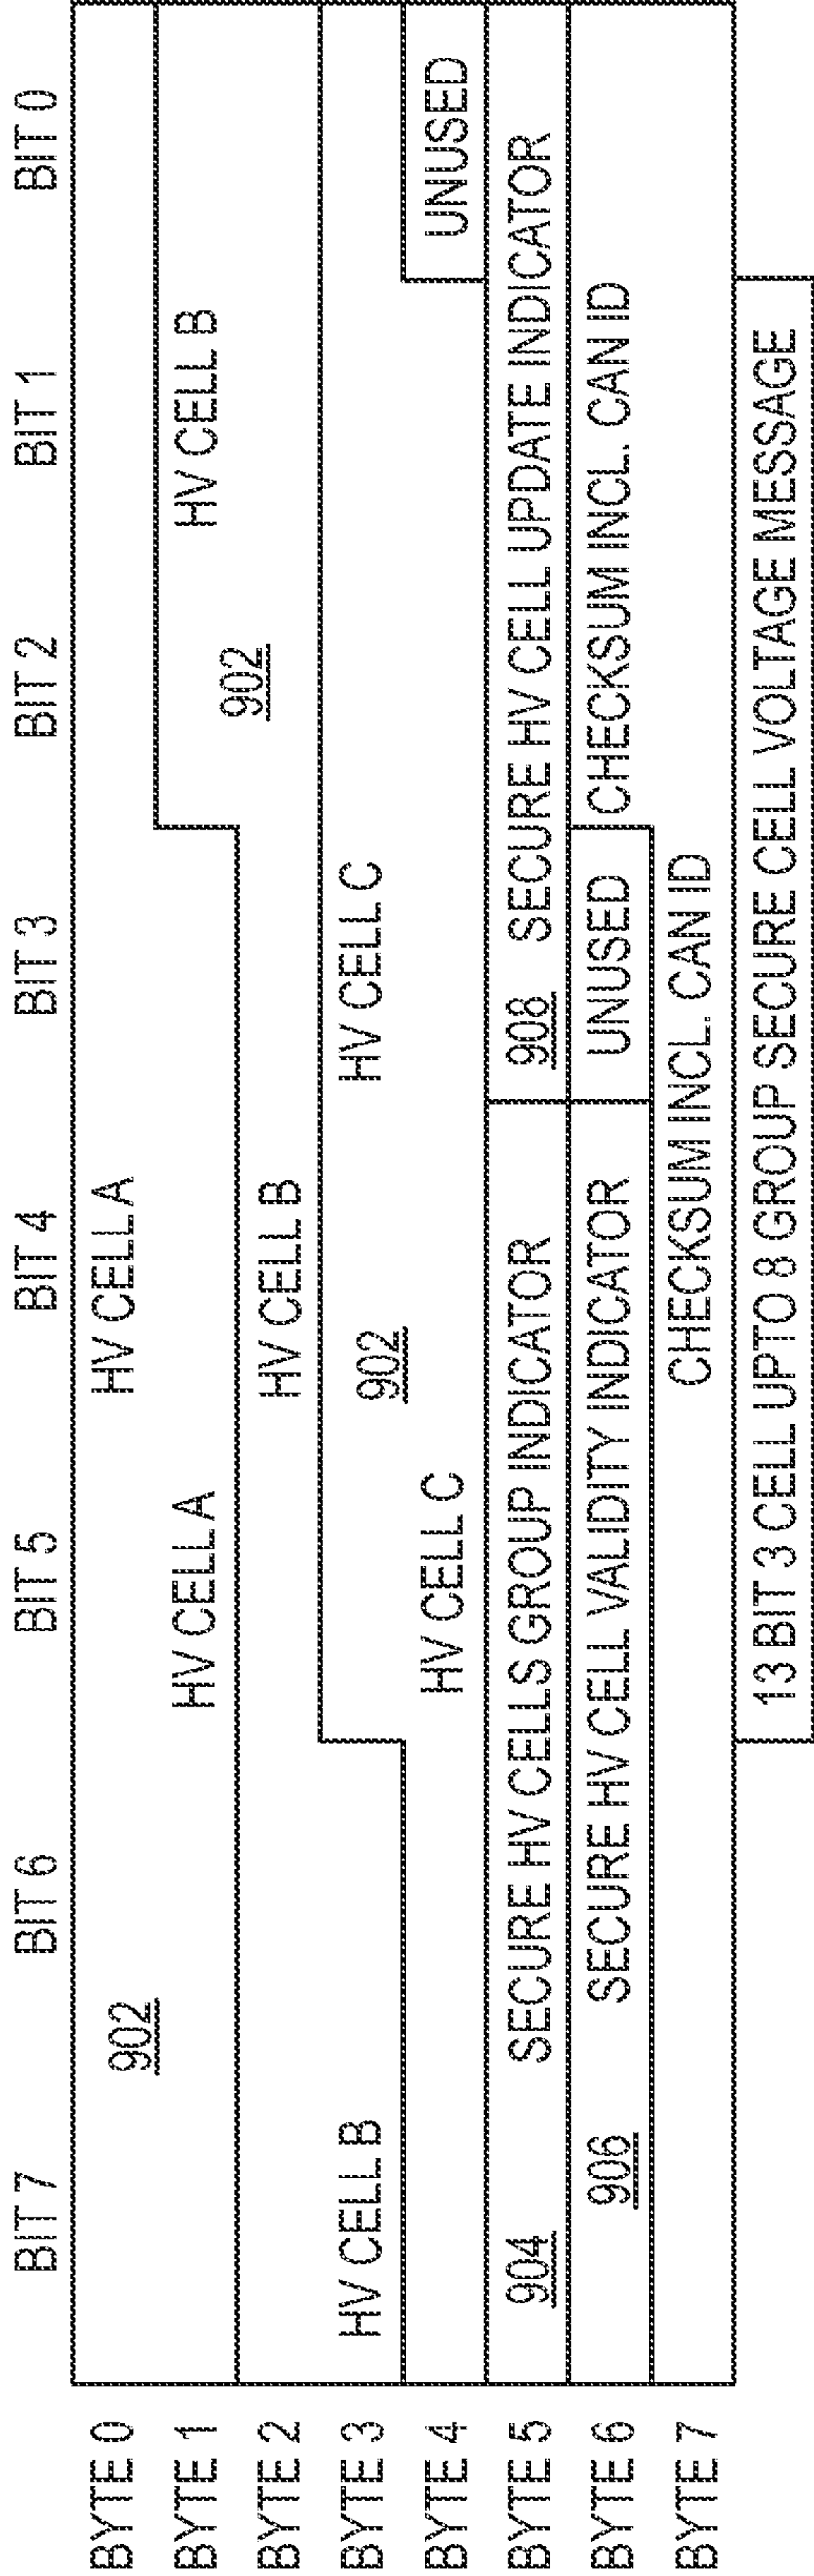 BIT 7 BIT 6 BIT 5 BIT 4 BIT 3 BIT 2 BIT 1 BIT 0
BYTE 0 902 HV CELL A
BYTE 1 HV CELL A 902 HV CELL B
BYTE 2 HV CELL B
BYTE 3 HV CELL B 902 HV CELL C
BYTE 4 HV CELL C UNUSED
BYTE 5 904 SECURE HV CELLS GROUP INDICATOR 908 SECURE HV CELL UPDATE INDICATOR
BYTE 6 906 SECURE HV CELL VALIDITY INDICATOR UNUSED CHECKSUM INCL. CAN ID
BYTE 7 CHECKSUM INCL. CAN ID
13 BIT 3 CELL UPTO 8 GROUP SECURE CELL VOLTAGE MESSAGE